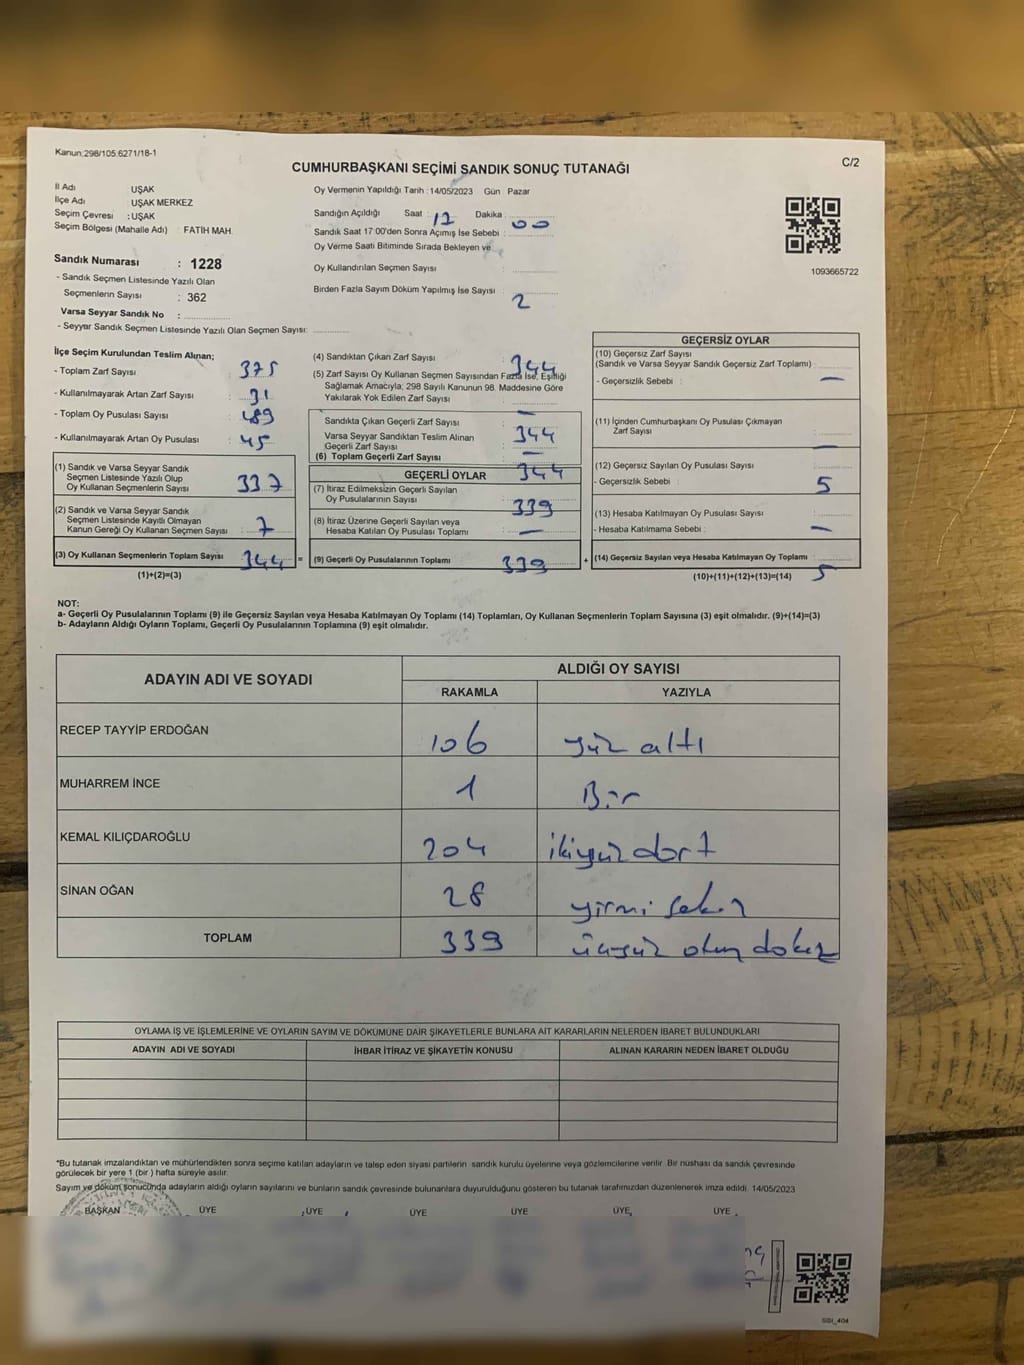 Kanun:298/105.6271/18-1
C/2
CUMHURBAŞKANI SEÇİMİ SANDIK SONUÇ TUTANAĞI
İl Adı UŞAK
İlçe Adı UŞAK MERKEZ
Seçim Çevresi : UŞAK
Seçim Bölgesi (Mahalle Adı) FATİH MAH.
Sandık Numarası : 1228
- Sandık Seçmen Listesinde Yazılı Olan
Seçmenlerin Sayısı : 362
Varsa Seyyar Sandık No :
- Seyyar Sandık Listesinde Yazılı Olan Seçmen Sayısı:
Oy Vermenin Yapıldığı Tarih : 14/05/2023 Gün Pazar
Sandığın Açıldığı Saat : 17 Dakika : 00
Sandık Saat 17:00'den Sonra Açımış İse Sebebi :
Oy Verme Saati Bitiminde Sırada Bekleyen ve
Oy Kullandırılan Seçmen Sayısı
Birden Fazla Sayım Döküm Yapılmış İse Sayısı : 2
1093665722
İlçe Seçim Kurulundan Teslim Alınan;
- Toplam Zarf Sayısı : 375
- Kullanılmayarak Artan Zarf Sayısı : 31
- Toplam Oy Pusulası Sayısı : 389
- Kullanılmayarak Artan Oy Pusulası : 45
(1) Sandık ve Varsa Seyyar Sandık
Seçmen Listesinde Yazılı Olup
Oy Kullanan Seçmenlerin Sayısı : 337
(2) Sandık ve Varsa Seyyar Sandık
Seçmen Listesinde Kayıtlı Olmayan
Kanun Gereği Oy Kullanan Seçmen Sayısı : 7
(3) Oy Kullanan Seçmenlerin Toplam Sayısı : 344
(1)+(2)=(3)
(4) Sandıktan Çıkan Zarf Sayısı : 344
(5) Zarf Sayısı Oy Kullanan Seçmen Sayısından Fazla İse, Eşitliği
Sağlamak Amacıyla; 298 Sayılı Kanunun 98. Maddesine Göre
Yakılarak Yok Edilen Zarf Sayısı : —
Sandıkta Çıkan Geçerli Zarf Sayısı : 344
Varsa Seyyar Sandıktan Teslim Alınan
Geçerli Zarf Sayısı : —
(6) Toplam Geçerli Zarf Sayısı : 344
GEÇERLİ OYLAR
(7) İtiraz Edilmeksizin Geçerli Sayılan
Oy Pusulalarının Sayısı : 339
(8) İtiraz Üzerine Geçerli Sayılan veya
Hesaba Katılan Oy Pusulası Toplamı : —
= (9) Geçerli Oy Pusulalarının Toplamı : 339
GEÇERSİZ OYLAR
(10) Geçersiz Zarf Sayısı
(Sandık ve Varsa Seyyar Sandık Geçersiz Zarf Toplamı) :
- Geçersizlik Sebebi : —
(11) İçinden Cumhurbaşkanı Oy Pusulası Çıkmayan
Zarf Sayısı : —
(12) Geçersiz Sayılan Oy Pusulası Sayısı :
- Geçersizlik Sebebi : 5
(13) Hesaba Katılmayan Oy Pusulası Sayısı :
- Hesaba Katılmama Sebebi : —
+ (14) Geçersiz Sayılan veya Hesaba Katılmayan Oy Toplamı : 5
(10)+(11)+(12)+(13)=(14)
NOT:
a- Geçerli Oy Pusulalarının Toplamı (9) ile Geçersiz Sayılan veya Hesaba Katılmayan Oy Toplamı (14) Toplamları, Oy Kullanan Seçmenlerin Toplam Sayısına (3) eşit olmalıdır. (9)+(14)=(3)
b- Adayların Aldığı Oyların Toplamı, Geçerli Oy Pusulalarının Toplamına (9) eşit olmalıdır.
ADAYIN ADI VE SOYADI ALDIĞI OY SAYISI
RAKAMLA YAZIYLA
RECEP TAYYİP ERDOĞAN 106 yüz altı
MUHARREM İNCE 1 Bir
KEMAL KILIÇDAROĞLU 204 ikiyüz dört
SİNAN OĞAN 28 yirmi sekiz
TOPLAM 339 üçyüz otuz dokuz
OYLAMA İŞ VE İŞLEMLERİNE VE OYLARIN SAYIM VE DÖKÜMÜNE DAİR ŞİKAYETLERLE BUNLARA AİT KARARLARIN NELERDEN İBARET BULUNDUKLARI
ADAYIN ADI VE SOYADI İHBAR İTİRAZ VE ŞİKAYETİN KONUSU ALINAN KARARIN NEDEN İBARET OLDUĞU
*Bu tutanak imzalandıktan ve mühürlendikten sonra seçime katılan adayların ve talep eden siyasi partilerin sandık kurulu üyelerine veya gözlemcilerine verilir. Bir nüshası da sandık çevresinde
görülecek bir yere 1 (bir ) hafta süreyle asılır.
Sayım ve döküm sonucunda adayların aldığı oyların sayılarını ve bunların sandık çevresinde bulunanlara duyurulduğunu gösteren bu tutanak tarafımızdan düzenlenerek imza edildi. 14/05/2023
BAŞKAN ÜYE ÜYE ÜYE ÜYE ÜYE ÜYE